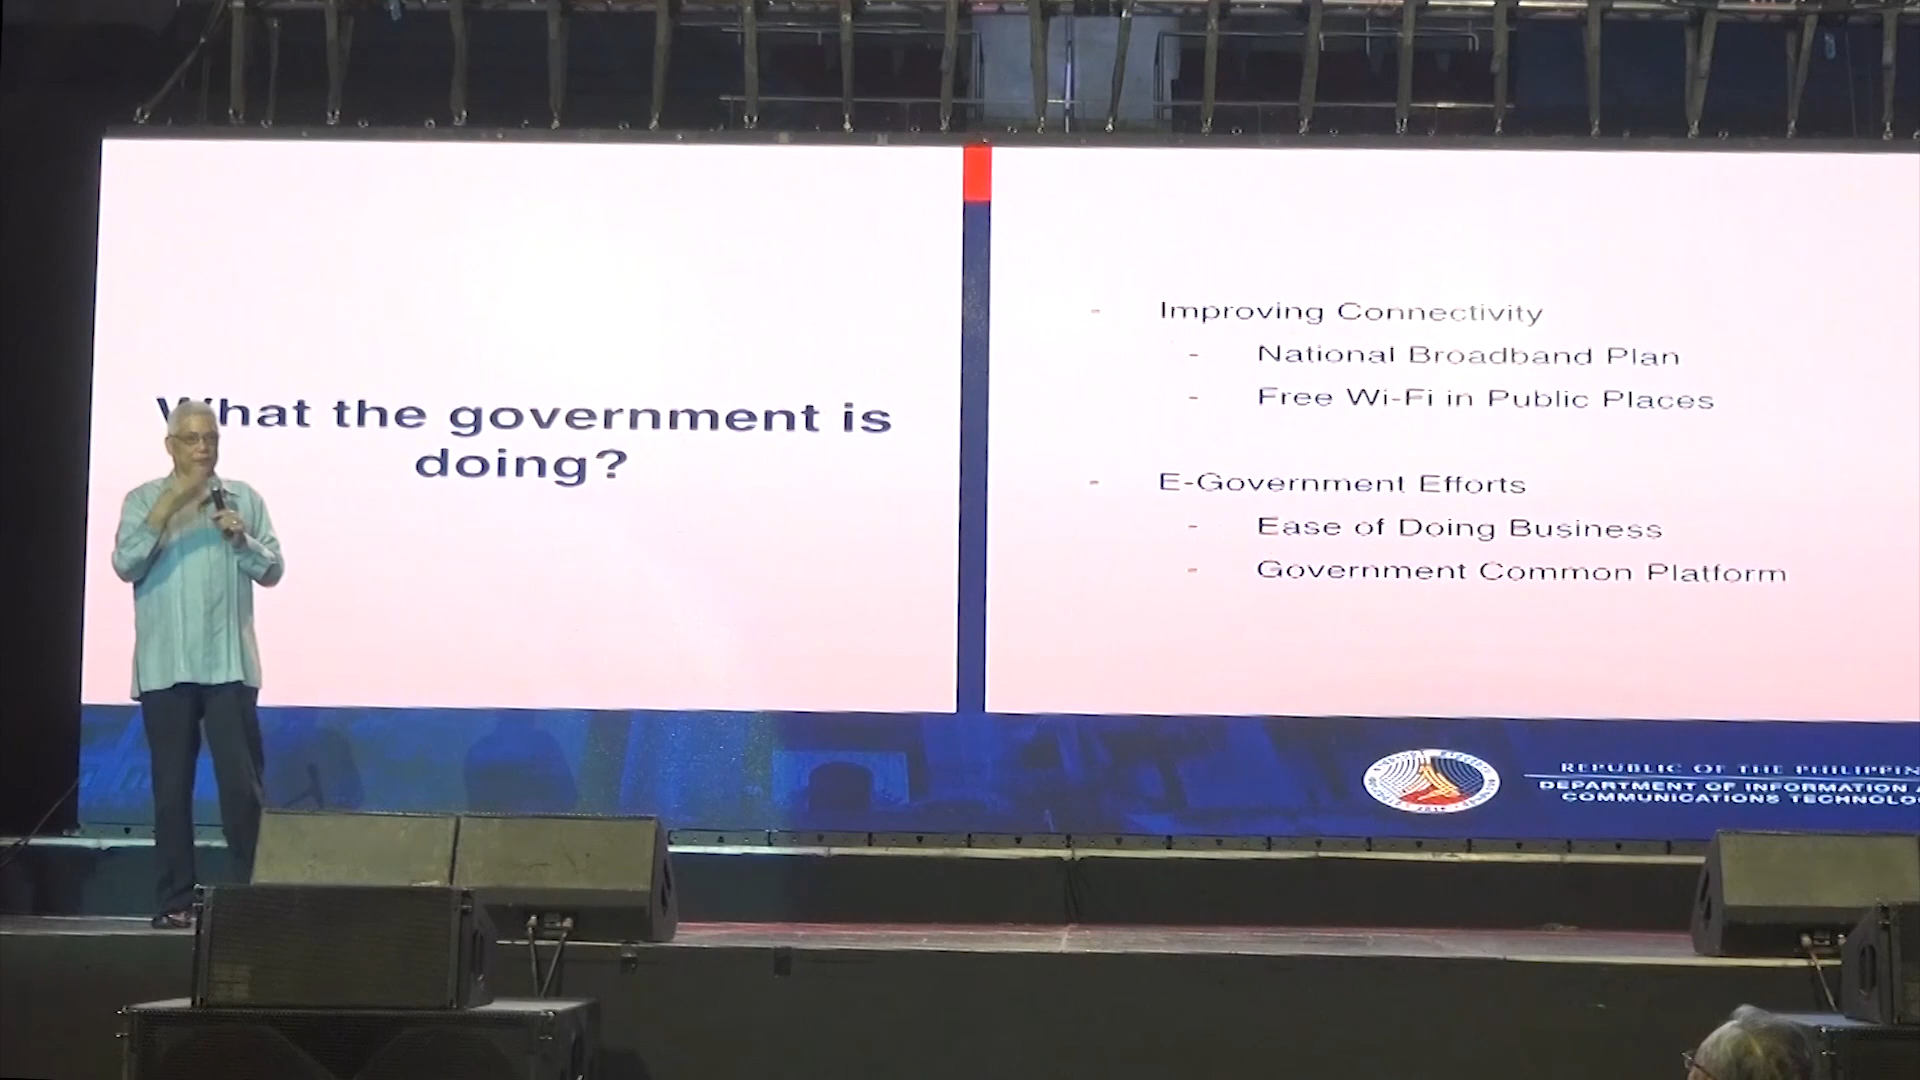 What the government is
doing?
- Improving Connectivity
- National Broadband Plan
- Free Wi-Fi in Public Places
- E-Government Efforts
- Ease of Doing Business
- Government Common Platform
REPUBLIC OF THE PHILIPPIN
DEPARTMENT OF INFORMATION A
COMMUNICATIONS TECHNOLO